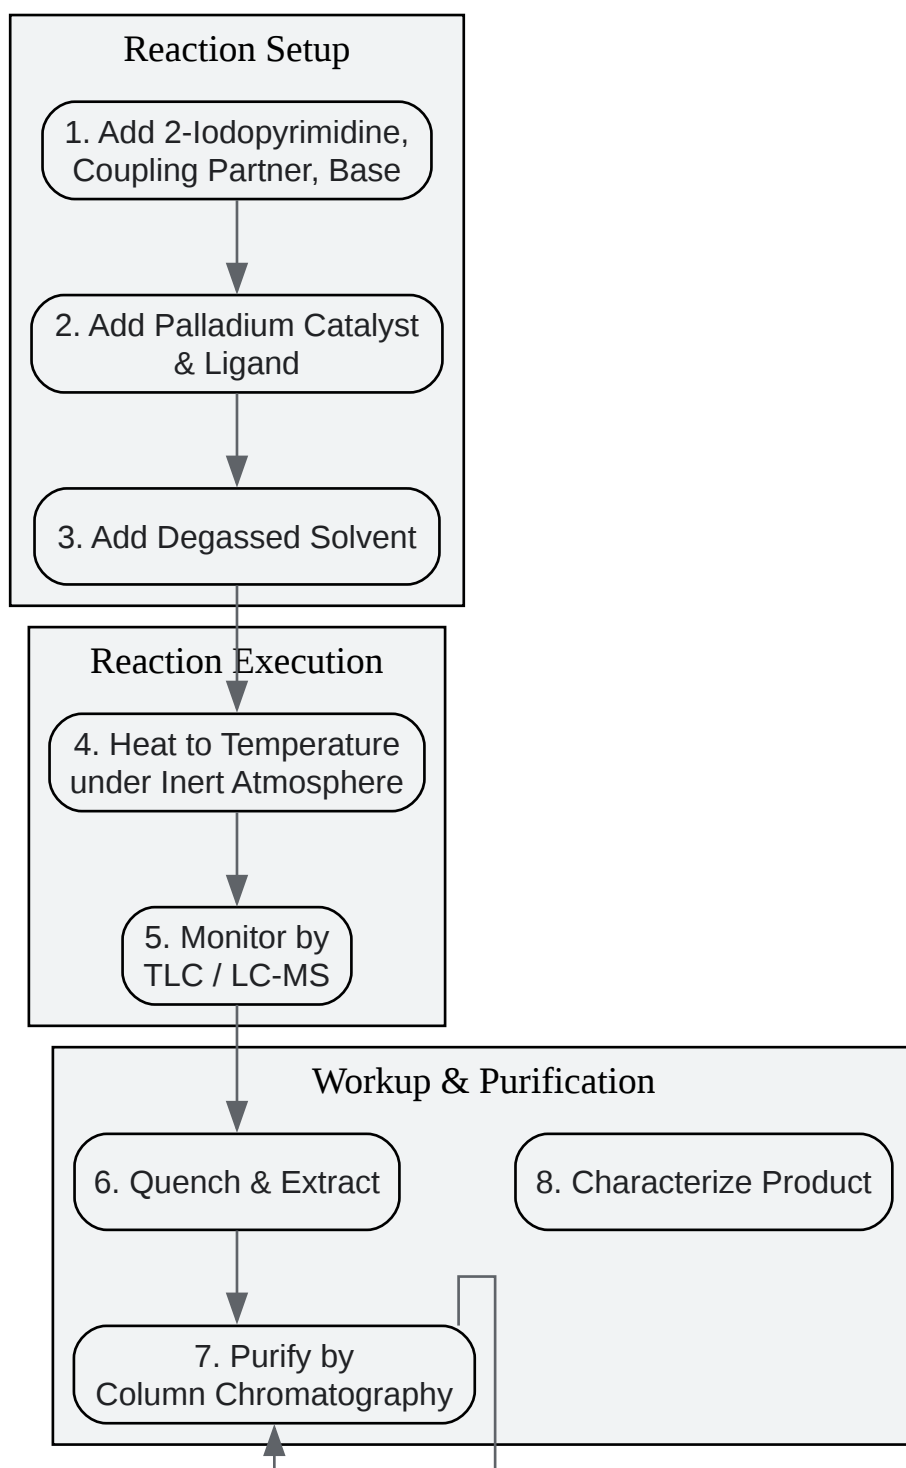 Reaction Setup
1. Add 2-Iodopyrimidine,
Coupling Partner, Base
2. Add Palladium Catalyst
& Ligand
3. Add Degassed Solvent
Reaction Execution
4. Heat to Temperature
under Inert Atmosphere
5. Monitor by
TLC / LC-MS
Workup & Purification
6. Quench & Extract
8. Characterize Product
7. Purify by
Column Chromatography